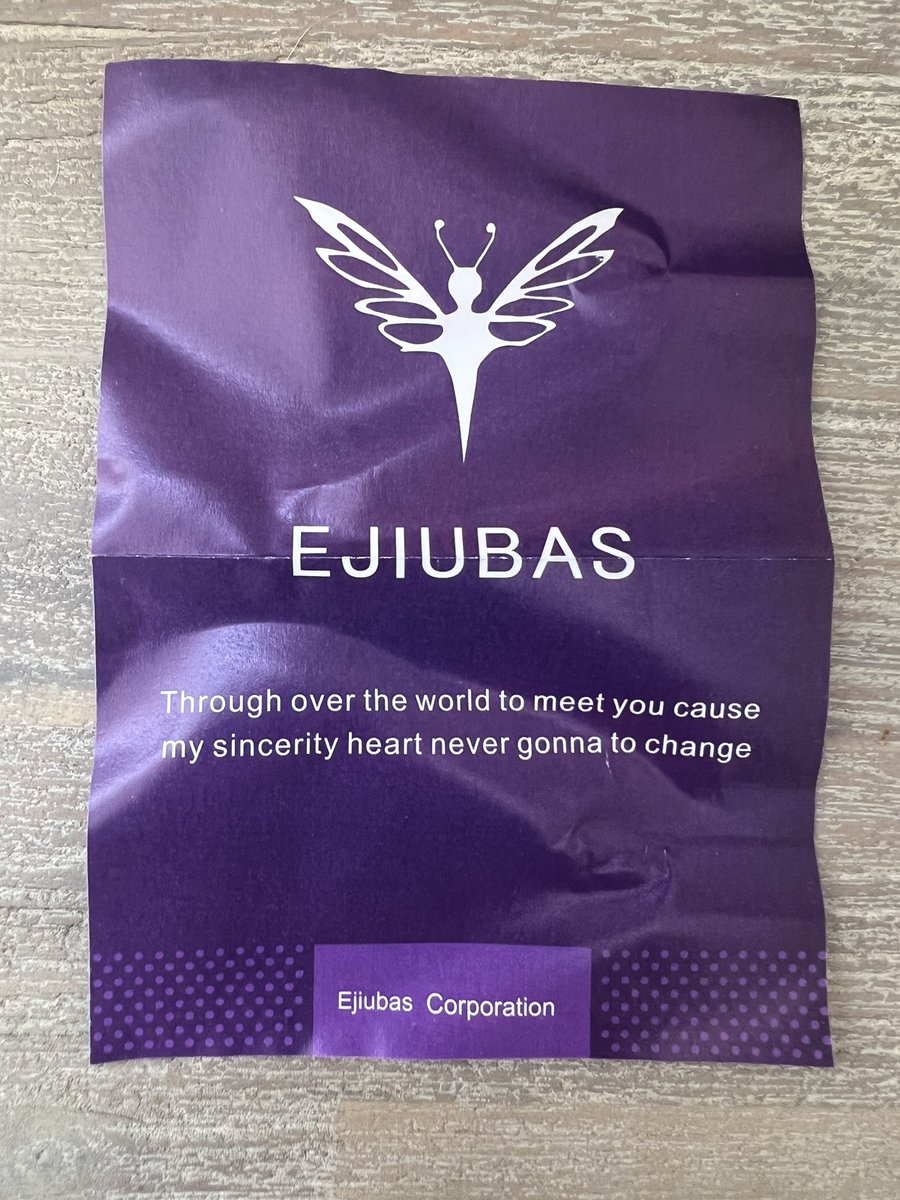 EJIUBAS
Through over the world to meet you cause
my sincerity heart never gonna to change
Ejiubas Corporation